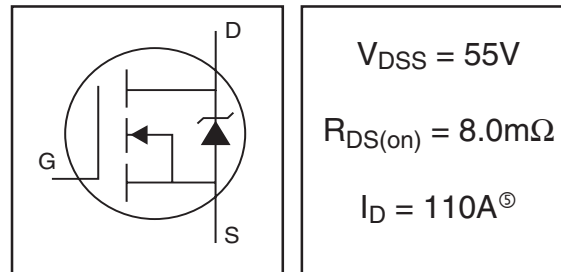 D
G
S
V_DSS = 55V
R_DS(on) = 8.0mΩ
I_D = 110A⑤